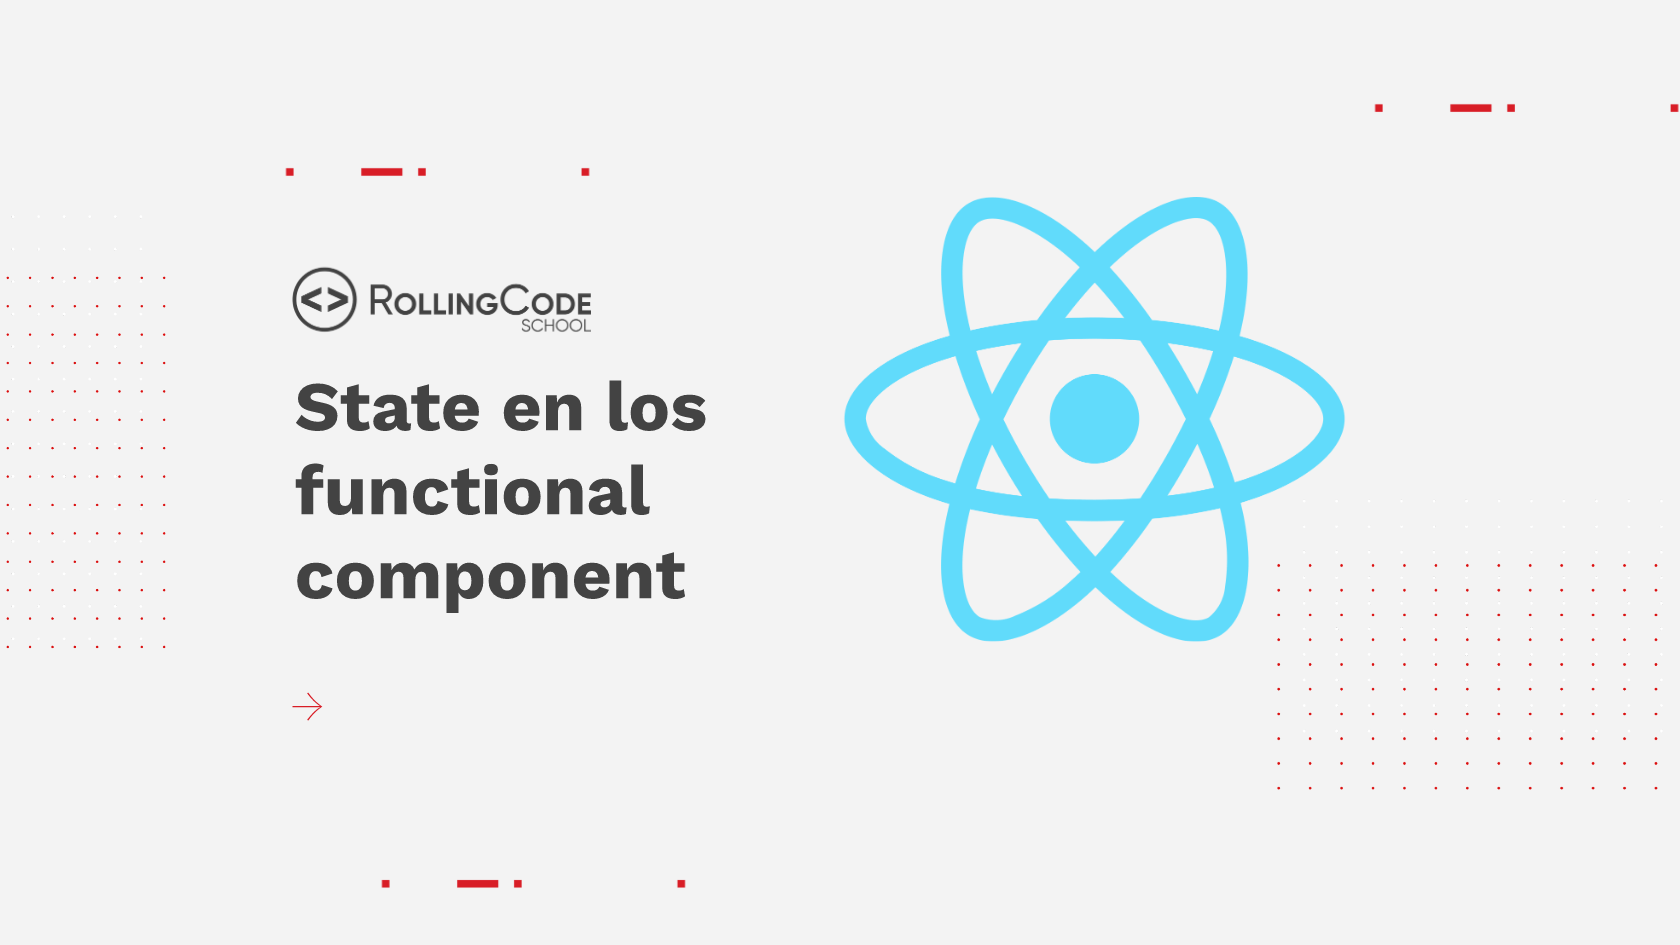 <> ROLLINGCODE
SCHOOL
State en los
functional
component